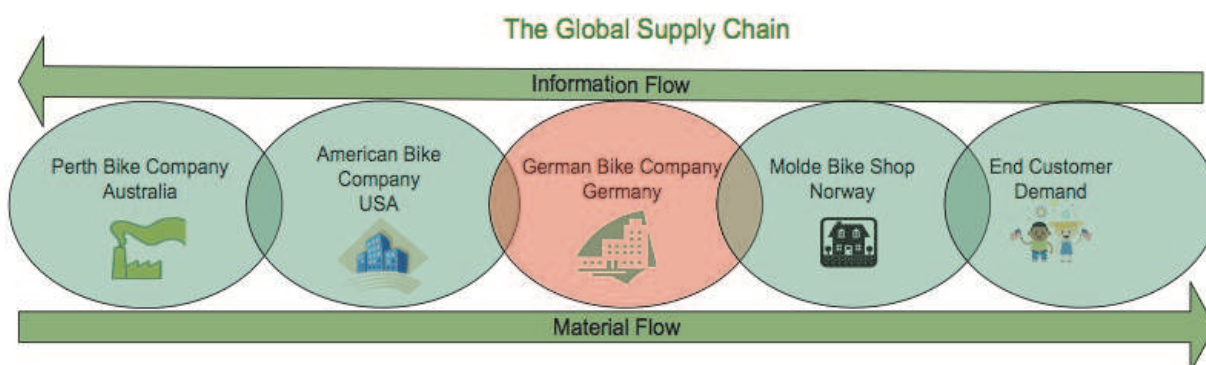 The Global Supply Chain
Information Flow
Perth Bike Company
Australia
American Bike
Company
USA
German Bike Company
Germany
Molde Bike Shop
Norway
End Customer
Demand
Material Flow